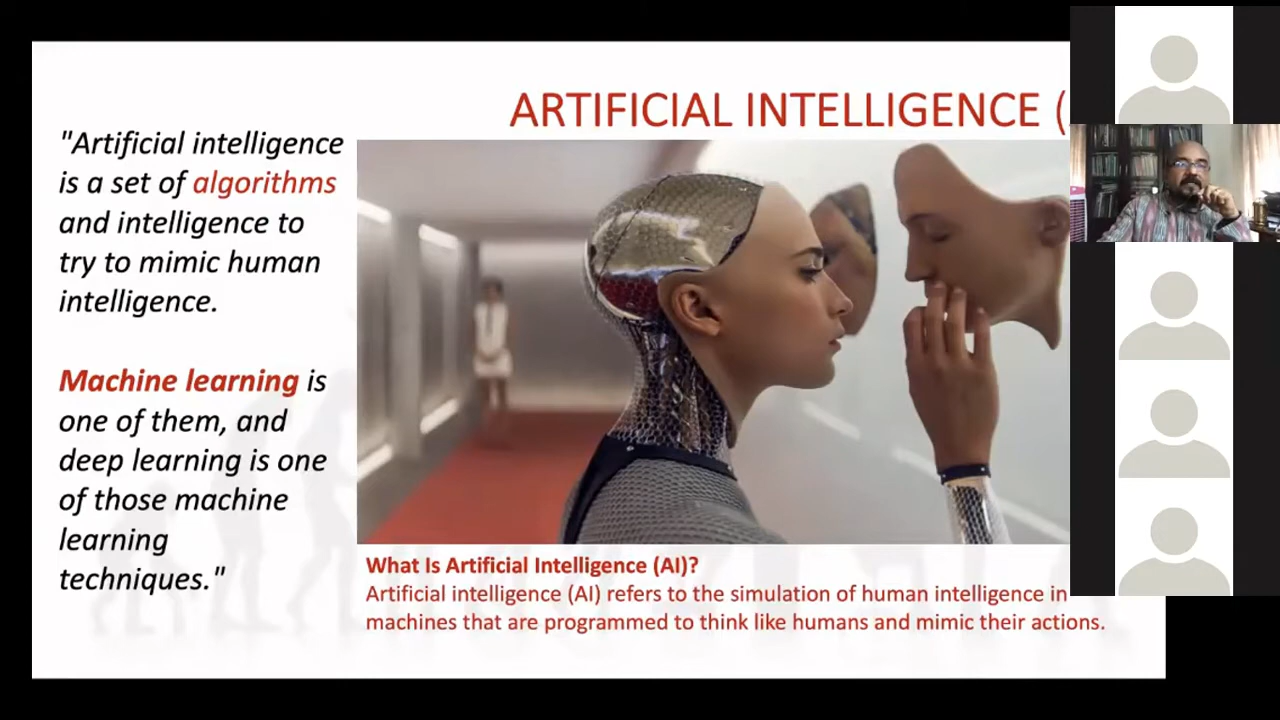 ARTIFICIAL INTELLIGENCE (
"Artificial intelligence
is a set of algorithms
and intelligence to
try to mimic human
intelligence.
Machine learning is
one of them, and
deep learning is one
of those machine
learning
techniques."
What Is Artificial Intelligence (AI)?
Artificial intelligence (AI) refers to the simulation of human intelligence in
machines that are programmed to think like humans and mimic their actions.